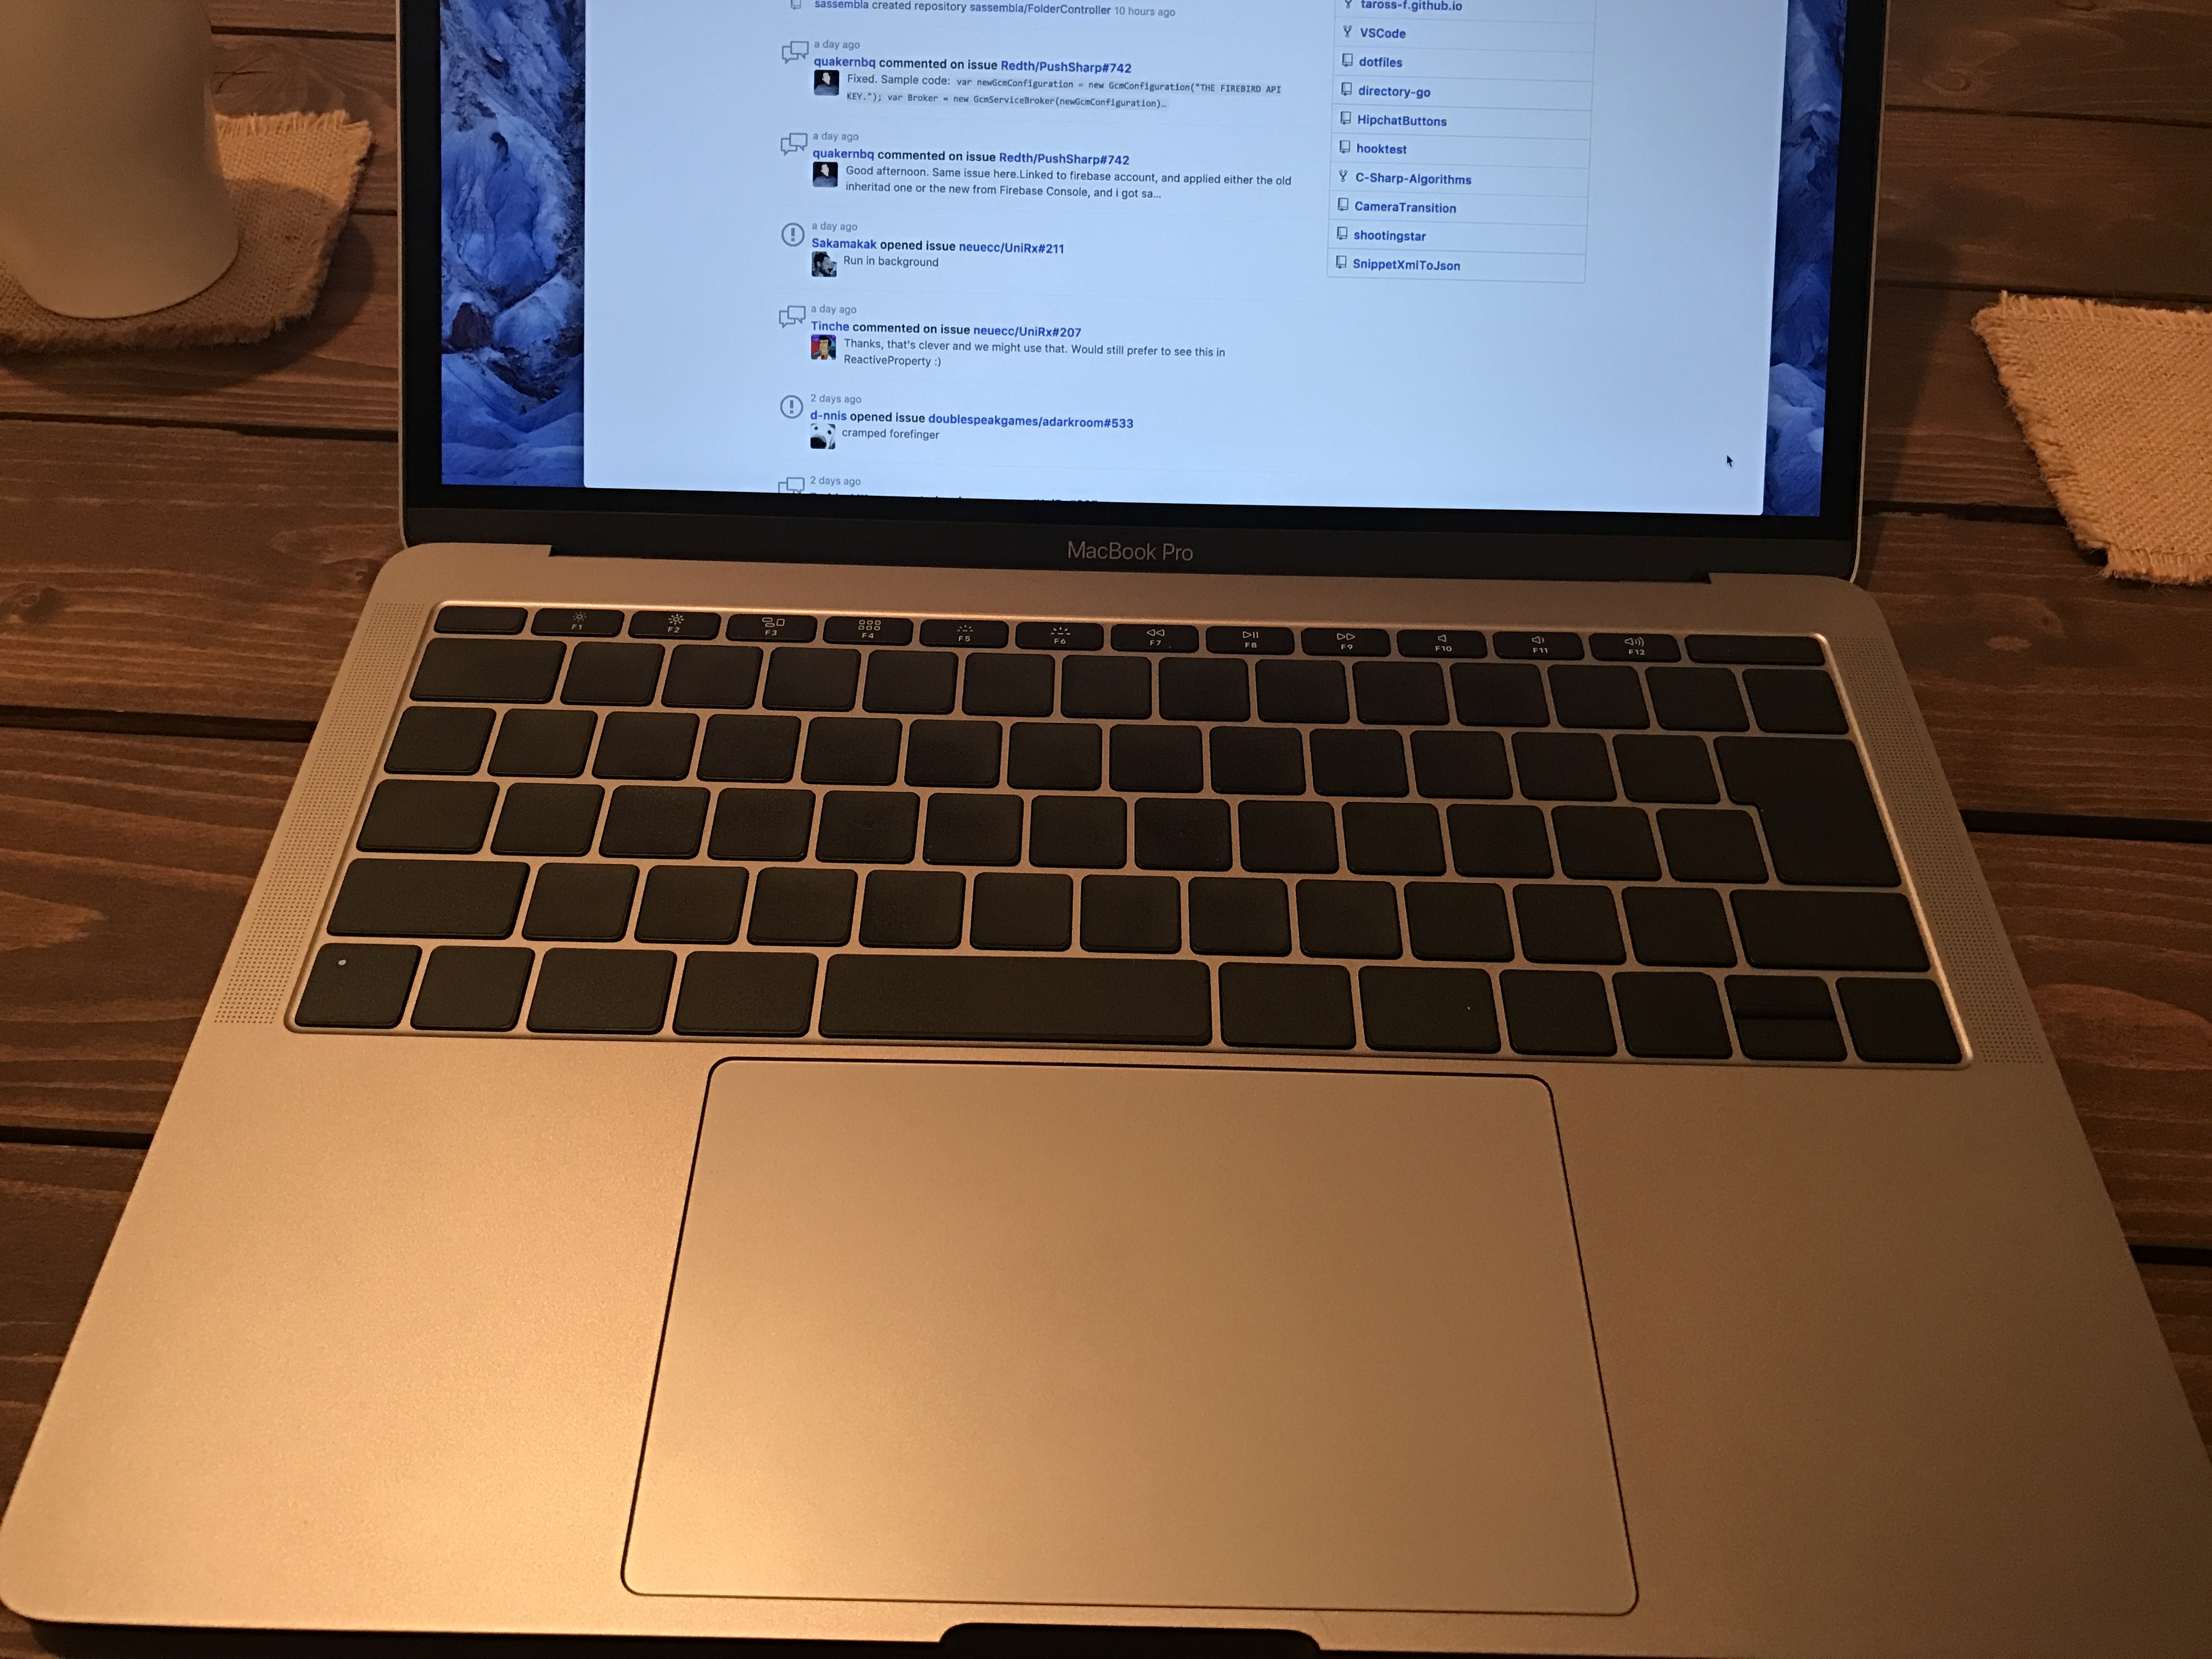 sassembla created repository sassembla/FolderController 10 hours ago
a day ago
quakernbq commented on issue Redth/PushSharp#742
Fixed. Sample code: var newGcmConfiguration = new GcmConfiguration("THE FIREBIRD API
KEY."); var Broker = new GcmServiceBroker(newGcmConfiguration)…
a day ago
quakernbq commented on issue Redth/PushSharp#742
Good afternoon. Same issue here.Linked to firebase account, and applied either the old
inheritad one or the new from Firebase Console, and i got sa...
a day ago
Sakamakak opened issue neuecc/UniRx#211
Run in background
a day ago
Tinche commented on issue neuecc/UniRx#207
Thanks, that's clever and we might use that. Would still prefer to see this in
ReactiveProperty :)
2 days ago
d-nnis opened issue doublespeakgames/adarkroom#533
cramped forefinger
2 days ago
taross-f.github.io
VSCode
dotfiles
directory-go
HipchatButtons
hooktest
C-Sharp-Algorithms
CameraTransition
shootingstar
SnippetXmlToJson
MacBook Pro
F1 F2 F3 F4 F5 F6 F7 F8 F9 F10 F11 F12